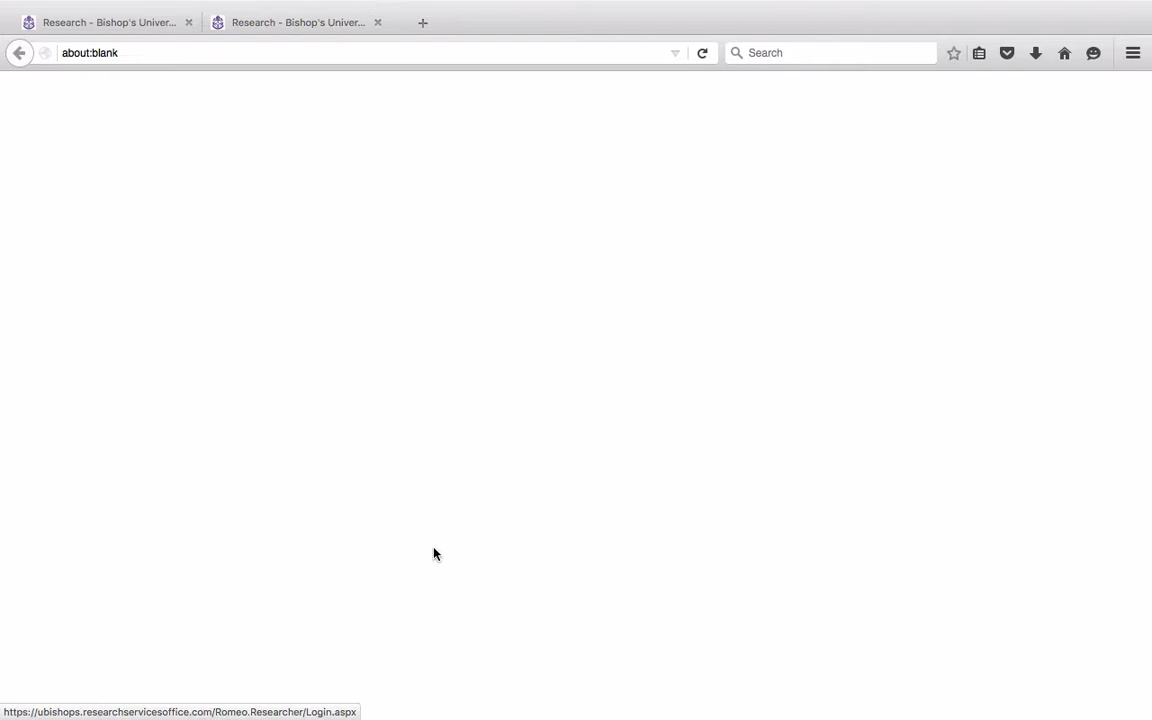 Research - Bishop's Univer...
Research - Bishop's Univer...
about:blank
Search
https://ubishops.researchservicesoffice.com/Romeo.Researcher/Login.aspx